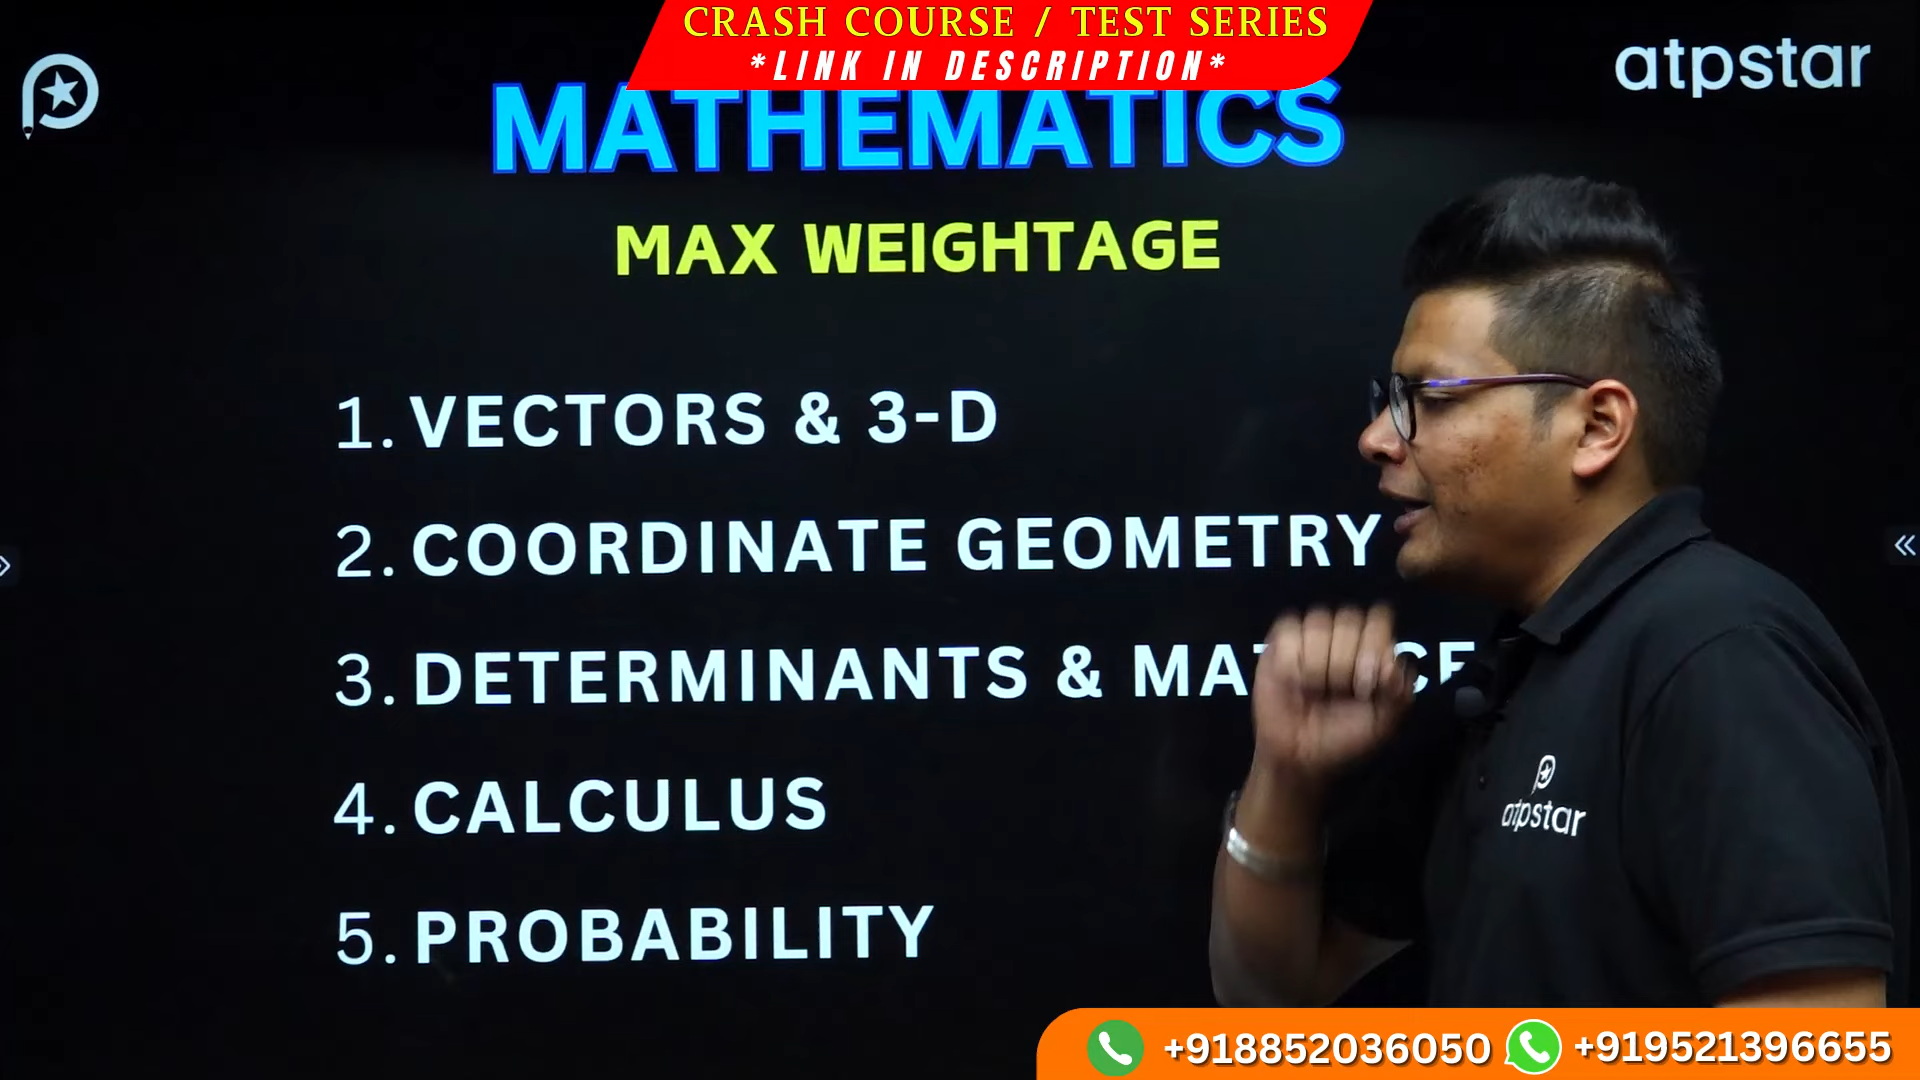 CRASH COURSE / TEST SERIES
*LINK IN DESCRIPTION*
atpstar
MATHEMATICS
MAX WEIGHTAGE
1. VECTORS & 3-D
2. COORDINATE GEOMETRY
3. DETERMINANTS &
4. CALCULUS
5. PROBABILITY
atpstar
+918852036050 +919521396655